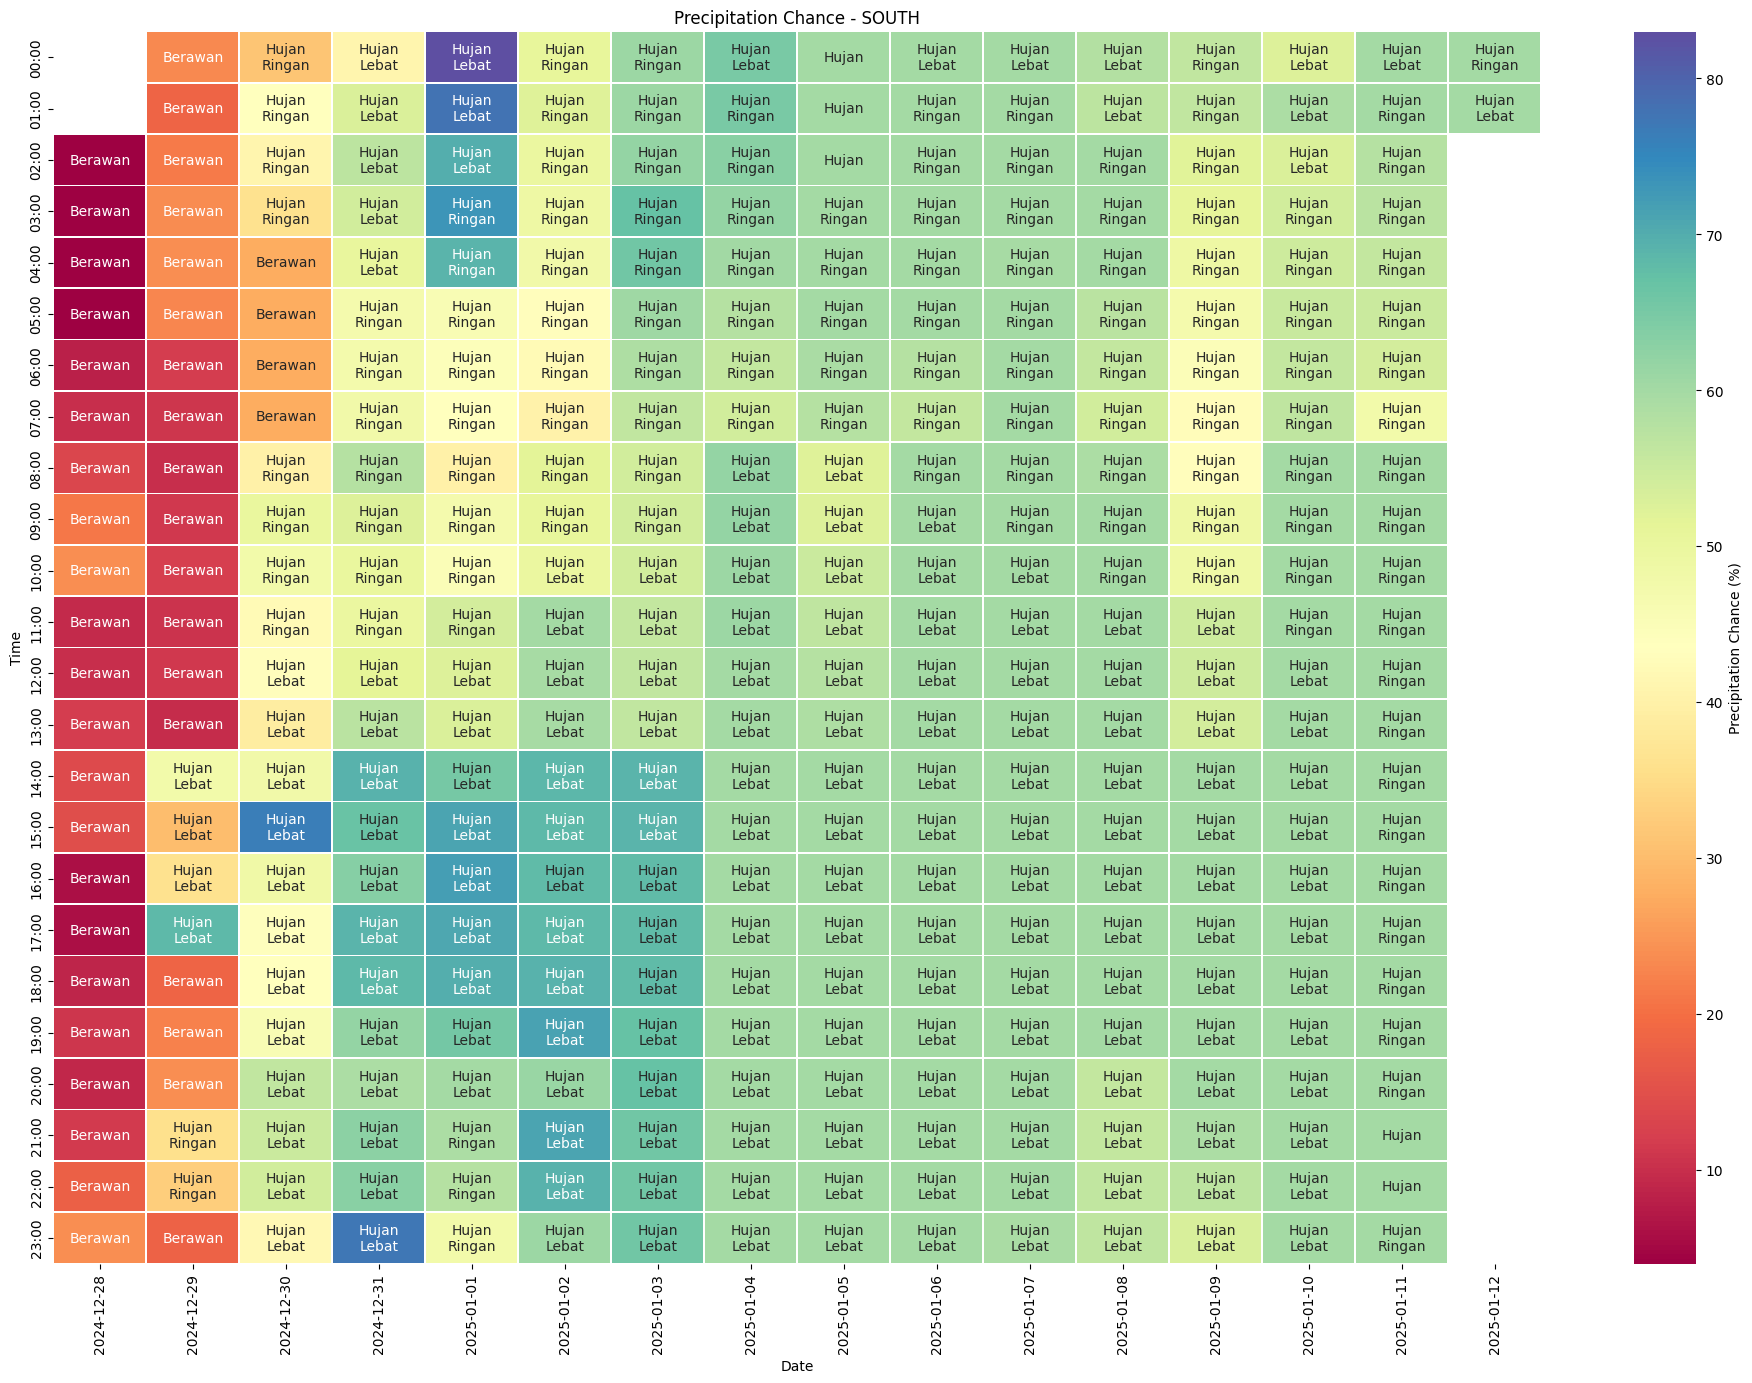 Precipitation Chance - SOUTH
00:00 Berawan Hujan Ringan Hujan Lebat Hujan Lebat Hujan Ringan Hujan Ringan Hujan Lebat Hujan Hujan Lebat Hujan Lebat Hujan Lebat Hujan Ringan Hujan Lebat Hujan Lebat Hujan Ringan
01:00 Berawan Hujan Ringan Hujan Lebat Hujan Lebat Hujan Ringan Hujan Ringan Hujan Ringan Hujan Hujan Ringan Hujan Ringan Hujan Lebat Hujan Lebat Hujan Lebat Hujan Ringan Hujan Lebat
02:00 Berawan Berawan Hujan Ringan Hujan Lebat Hujan Lebat Hujan Ringan Hujan Ringan Hujan Ringan Hujan Hujan Ringan Hujan Ringan Hujan Ringan Hujan Ringan Hujan Lebat Hujan Ringan
03:00 Berawan Berawan Hujan Ringan Hujan Lebat Hujan Ringan Hujan Ringan Hujan Ringan Hujan Ringan Hujan Ringan Hujan Ringan Hujan Ringan Hujan Ringan Hujan Ringan Hujan Ringan Hujan Ringan
04:00 Berawan Berawan Berawan Hujan Lebat Hujan Ringan Hujan Ringan Hujan Ringan Hujan Ringan Hujan Ringan Hujan Ringan Hujan Ringan Hujan Ringan Hujan Ringan Hujan Ringan Hujan Ringan
05:00 Berawan Berawan Berawan Hujan Ringan Hujan Ringan Hujan Ringan Hujan Ringan Hujan Ringan Hujan Ringan Hujan Ringan Hujan Ringan Hujan Ringan Hujan Ringan Hujan Ringan Hujan Ringan
06:00 Berawan Berawan Berawan Hujan Ringan Hujan Ringan Hujan Ringan Hujan Ringan Hujan Ringan Hujan Ringan Hujan Ringan Hujan Ringan Hujan Ringan Hujan Ringan Hujan Ringan Hujan Ringan
07:00 Berawan Berawan Berawan Hujan Ringan Hujan Ringan Hujan Ringan Hujan Ringan Hujan Ringan Hujan Ringan Hujan Ringan Hujan Ringan Hujan Ringan Hujan Ringan Hujan Ringan Hujan Ringan
08:00 Berawan Berawan Hujan Ringan Hujan Ringan Hujan Ringan Hujan Ringan Hujan Ringan Hujan Lebat Hujan Lebat Hujan Ringan Hujan Ringan Hujan Ringan Hujan Ringan Hujan Ringan Hujan Ringan
09:00 Berawan Berawan Hujan Ringan Hujan Ringan Hujan Ringan Hujan Ringan Hujan Ringan Hujan Lebat Hujan Lebat Hujan Lebat Hujan Ringan Hujan Ringan Hujan Ringan Hujan Ringan Hujan Ringan
10:00 Berawan Berawan Hujan Ringan Hujan Ringan Hujan Ringan Hujan Lebat Hujan Lebat Hujan Lebat Hujan Lebat Hujan Lebat Hujan Lebat Hujan Ringan Hujan Ringan Hujan Ringan Hujan Ringan
11:00 Berawan Berawan Hujan Ringan Hujan Ringan Hujan Ringan Hujan Lebat Hujan Lebat Hujan Lebat Hujan Lebat Hujan Lebat Hujan Lebat Hujan Lebat Hujan Lebat Hujan Ringan Hujan Ringan
12:00 Berawan Berawan Hujan Lebat Hujan Lebat Hujan Lebat Hujan Lebat Hujan Lebat Hujan Lebat Hujan Lebat Hujan Lebat Hujan Lebat Hujan Lebat Hujan Lebat Hujan Lebat Hujan Ringan
13:00 Berawan Berawan Hujan Lebat Hujan Lebat Hujan Lebat Hujan Lebat Hujan Lebat Hujan Lebat Hujan Lebat Hujan Lebat Hujan Lebat Hujan Lebat Hujan Lebat Hujan Lebat Hujan Ringan
14:00 Berawan Hujan Lebat Hujan Lebat Hujan Lebat Hujan Lebat Hujan Lebat Hujan Lebat Hujan Lebat Hujan Lebat Hujan Lebat Hujan Lebat Hujan Lebat Hujan Lebat Hujan Lebat Hujan Ringan
15:00 Berawan Hujan Lebat Hujan Lebat Hujan Lebat Hujan Lebat Hujan Lebat Hujan Lebat Hujan Lebat Hujan Lebat Hujan Lebat Hujan Lebat Hujan Lebat Hujan Lebat Hujan Lebat Hujan Ringan
16:00 Berawan Hujan Lebat Hujan Lebat Hujan Lebat Hujan Lebat Hujan Lebat Hujan Lebat Hujan Lebat Hujan Lebat Hujan Lebat Hujan Lebat Hujan Lebat Hujan Lebat Hujan Lebat Hujan Ringan
17:00 Berawan Hujan Lebat Hujan Lebat Hujan Lebat Hujan Lebat Hujan Lebat Hujan Lebat Hujan Lebat Hujan Lebat Hujan Lebat Hujan Lebat Hujan Lebat Hujan Lebat Hujan Lebat Hujan Ringan
18:00 Berawan Berawan Hujan Lebat Hujan Lebat Hujan Lebat Hujan Lebat Hujan Lebat Hujan Lebat Hujan Lebat Hujan Lebat Hujan Lebat Hujan Lebat Hujan Lebat Hujan Lebat Hujan Ringan
19:00 Berawan Berawan Hujan Lebat Hujan Lebat Hujan Lebat Hujan Lebat Hujan Lebat Hujan Lebat Hujan Lebat Hujan Lebat Hujan Lebat Hujan Lebat Hujan Lebat Hujan Lebat Hujan Ringan
20:00 Berawan Berawan Hujan Lebat Hujan Lebat Hujan Lebat Hujan Lebat Hujan Lebat Hujan Lebat Hujan Lebat Hujan Lebat Hujan Lebat Hujan Lebat Hujan Lebat Hujan Lebat Hujan Ringan
21:00 Berawan Hujan Ringan Hujan Lebat Hujan Lebat Hujan Ringan Hujan Lebat Hujan Lebat Hujan Lebat Hujan Lebat Hujan Lebat Hujan Lebat Hujan Lebat Hujan Lebat Hujan Lebat Hujan
22:00 Berawan Hujan Ringan Hujan Lebat Hujan Lebat Hujan Ringan Hujan Lebat Hujan Lebat Hujan Lebat Hujan Lebat Hujan Lebat Hujan Lebat Hujan Lebat Hujan Lebat Hujan Lebat Hujan
23:00 Berawan Berawan Hujan Lebat Hujan Lebat Hujan Ringan Hujan Lebat Hujan Lebat Hujan Lebat Hujan Lebat Hujan Lebat Hujan Lebat Hujan Lebat Hujan Lebat Hujan Lebat Hujan Ringan
Time
2024-12-28 2024-12-29 2024-12-30 2024-12-31 2025-01-01 2025-01-02 2025-01-03 2025-01-04 2025-01-05 2025-01-06 2025-01-07 2025-01-08 2025-01-09 2025-01-10 2025-01-11 2025-01-12
Date
80
70
60
50
40
30
20
10
Precipitation Chance (%)